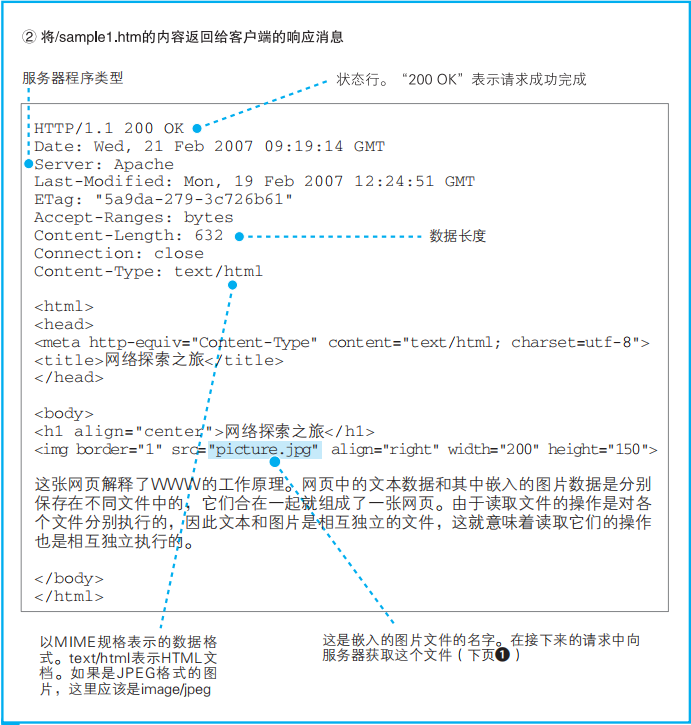 ② 将/sample1.htm的内容返回给客户端的响应消息
服务器程序类型
状态行。“200 OK”表示请求成功完成
HTTP/1.1 200 OK
Date: Wed, 21 Feb 2007 09:19:14 GMT
Server: Apache
Last-Modified: Mon, 19 Feb 2007 12:24:51 GMT
ETag: "5a9da-279-3c726b61"
Accept-Ranges: bytes
Content-Length: 632
数据长度
Connection: close
Content-Type: text/html
<html>
<head>
<meta http-equiv="Content-Type" content="text/html; charset=utf-8">
<title>网络探索之旅</title>
</head>
<body>
<h1 align="center">网络探索之旅</h1>
<img border="1" src="picture.jpg" align="right" width="200" height="150">
这张网页解释了WWW的工作原理。网页中的文本数据和其中嵌入的图片数据是分别
保存在不同文件中的，它们合在一起就组成了一张网页。由于读取文件的操作是对各
个文件分别执行的，因此文本和图片是相互独立的文件，这就意味着读取它们的操作
也是相互独立执行的。
</body>
</html>
以MIME规格表示的数据格
式。text/html表示HTML文
档。如果是JPEG格式的图
片，这里应该是image/jpeg
这是嵌入的图片文件的名字。在接下来的请求中向
服务器获取这个文件（下页❶）